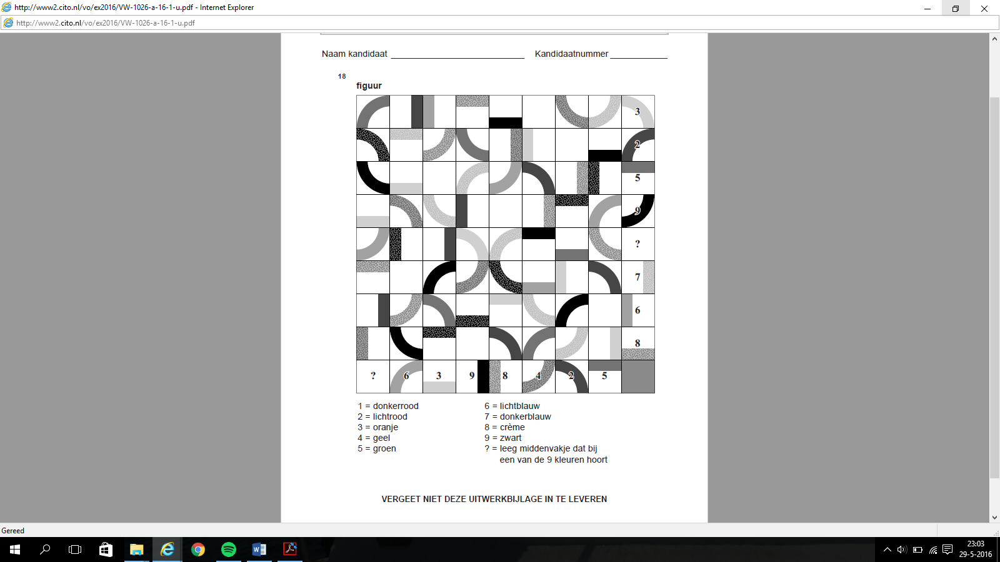 http://www2.cito.nl/vo/ex2016/VW-1026-a-16-1-u.pdf - Internet Explorer
http://www2.cito.nl/vo/ex2016/VW-1026-a-16-1-u.pdf
Naam kandidaat ___________________________ Kandidaatnummer ____________
18
figuur
3
2
5
9
?
7
6
8
? 6 3 9 8 4 2 5
1 = donkerrood
2 = lichtrood
3 = oranje
4 = geel
5 = groen
6 = lichtblauw
7 = donkerblauw
8 = crème
9 = zwart
? = leeg middenvakje dat bij
een van de 9 kleuren hoort
VERGEET NIET DEZE UITWERKBIJLAGE IN TE LEVEREN
Gereed
23:03
29-5-2016